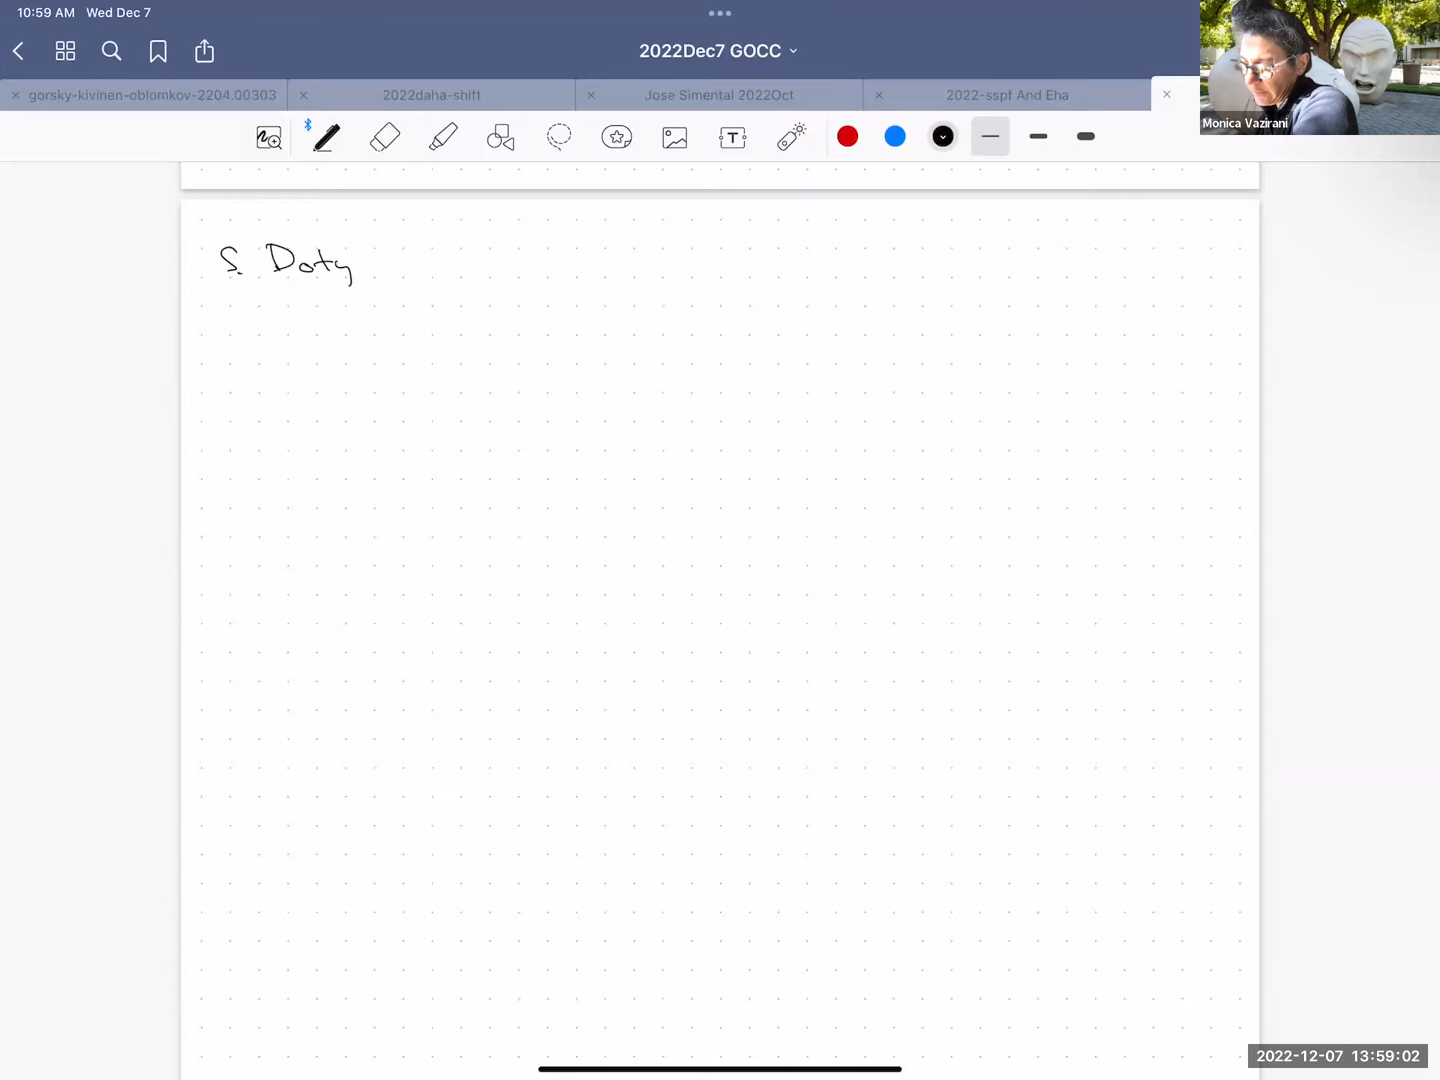 10:59 AM Wed Dec 7
2022Dec7 GOCC
gorsky-kivinen-oblomkov-2204.00303
2022daha-shift
Jose Simental 2022Oct
2022-sspf And Eha
Monica Vazirani
T
S. Doty
2022-12-07 13:59:02